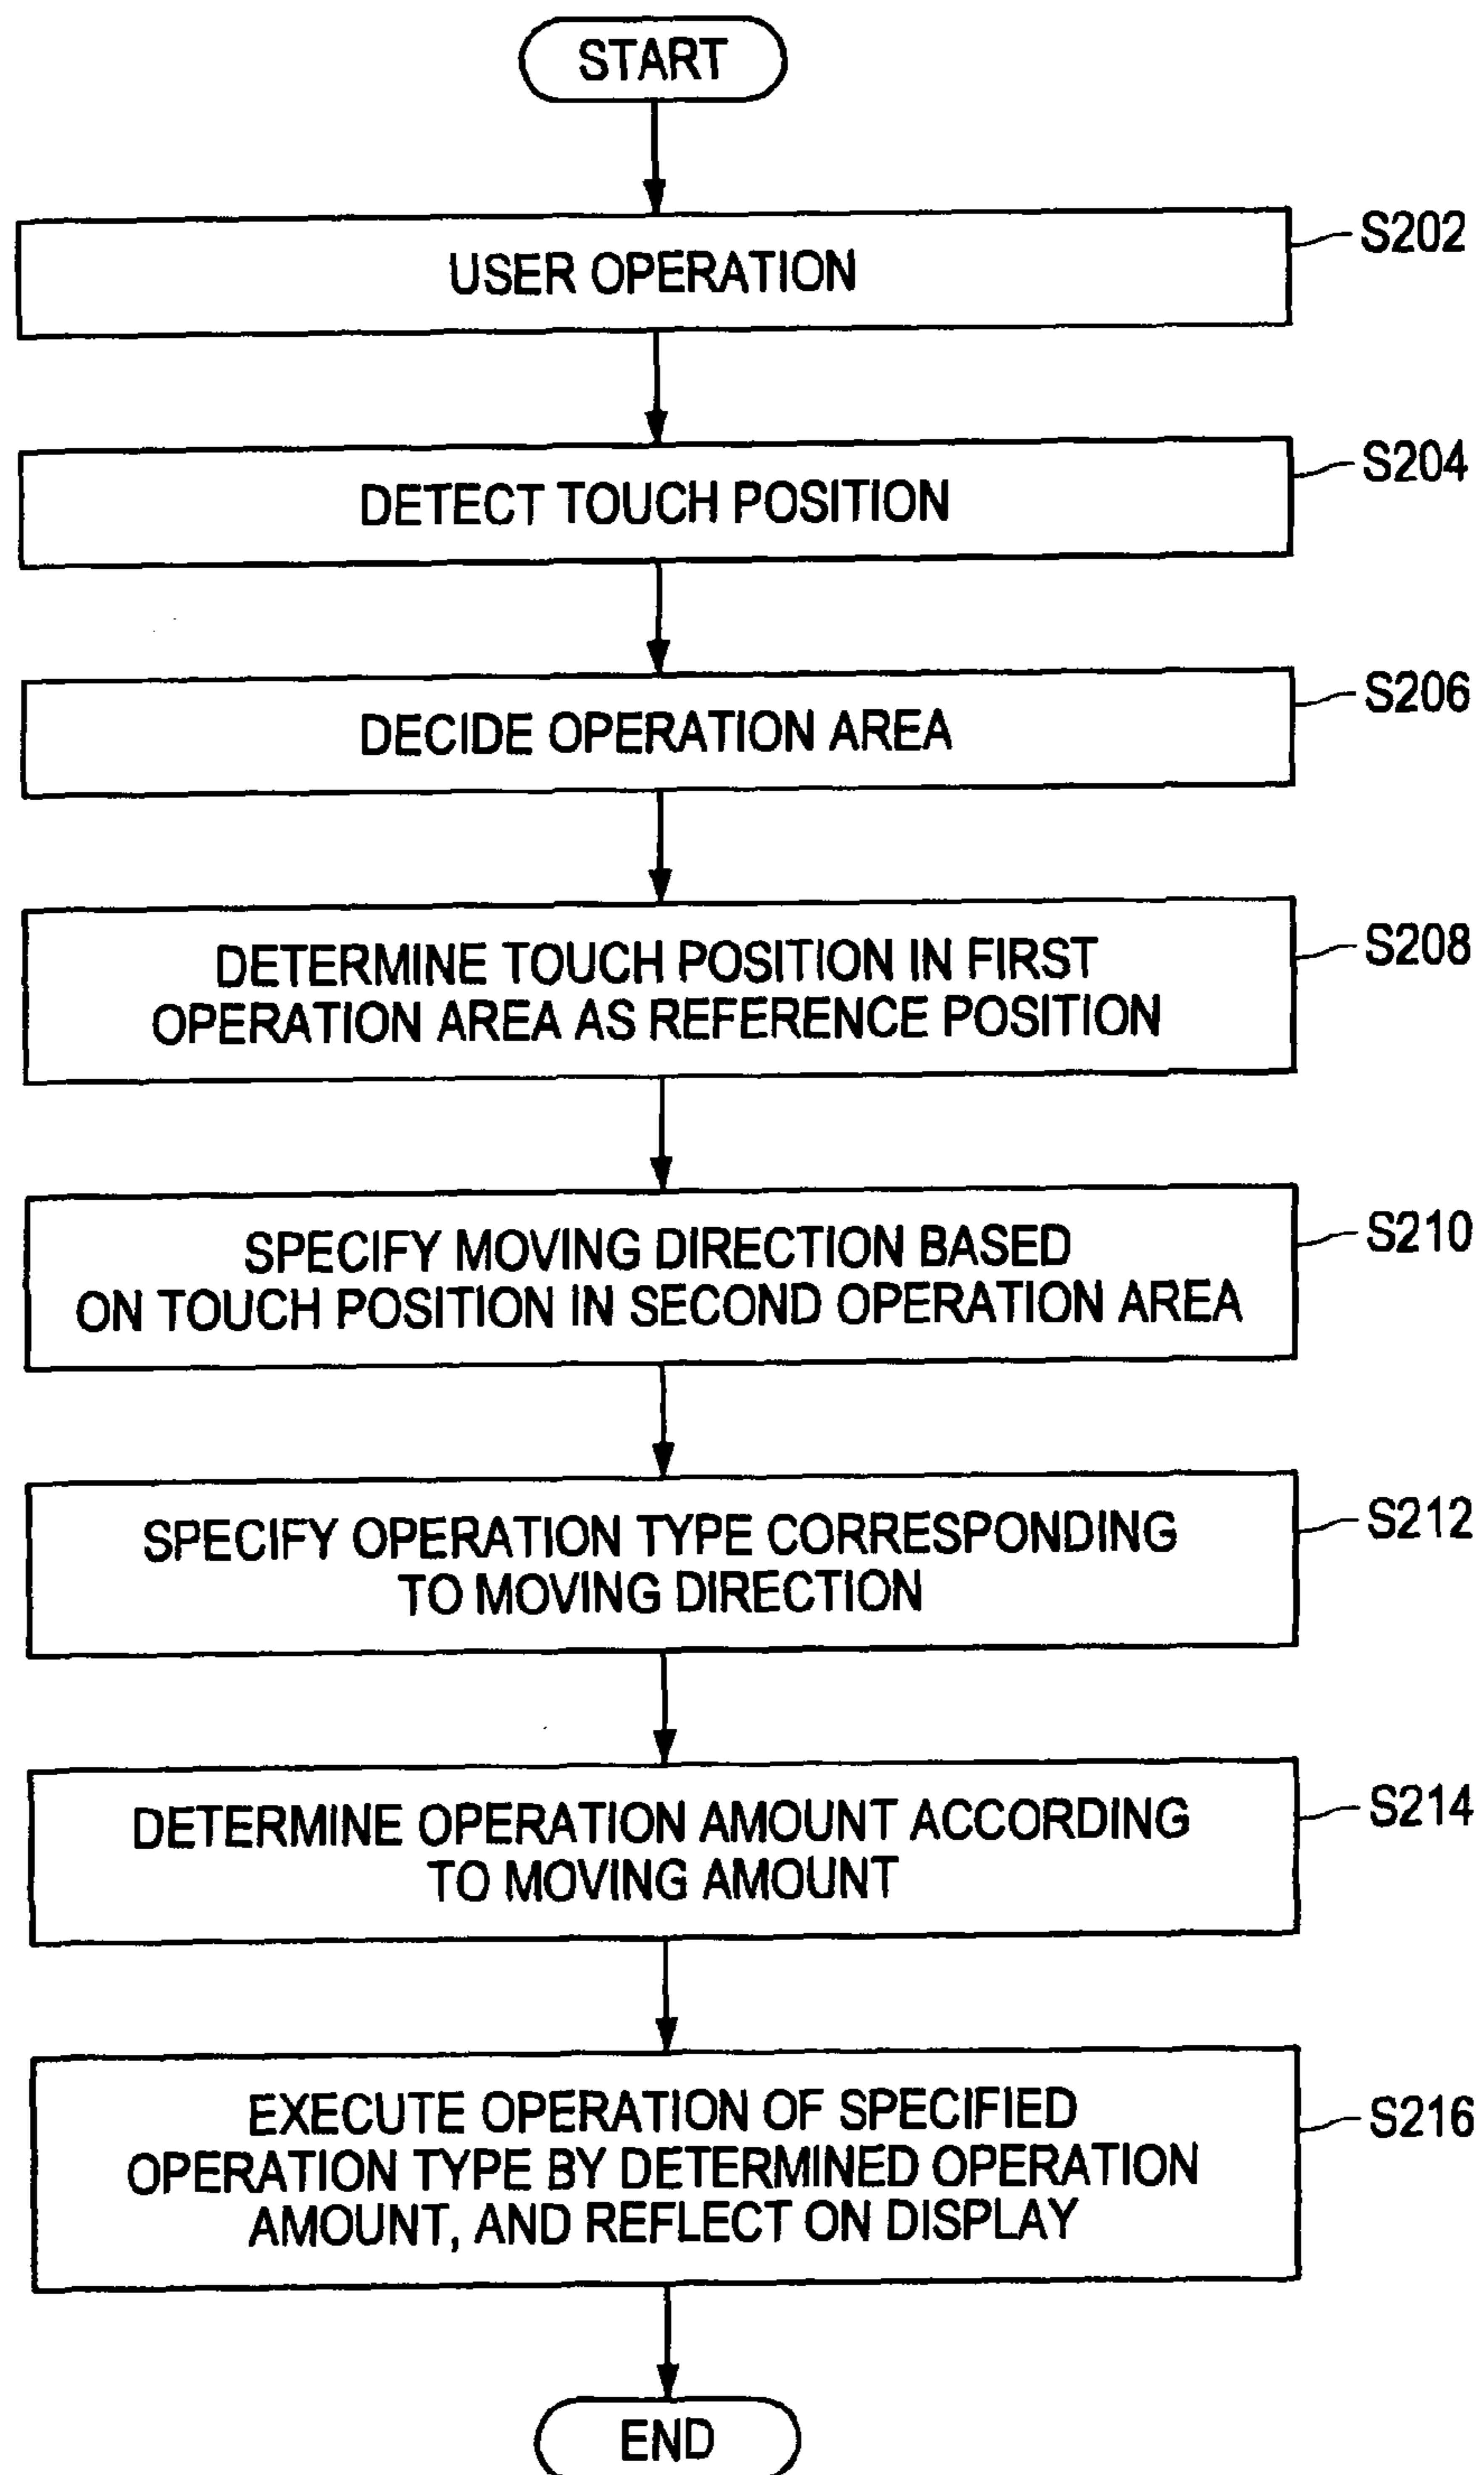 START
USER OPERATION
S202
DETECT TOUCH POSITION
S204
DECIDE OPERATION AREA
S206
DETERMINE TOUCH POSITION IN FIRST
OPERATION AREA AS REFERENCE POSITION
S208
SPECIFY MOVING DIRECTION BASED
ON TOUCH POSITION IN SECOND OPERATION AREA
S210
SPECIFY OPERATION TYPE CORRESPONDING
TO MOVING DIRECTION
S212
DETERMINE OPERATION AMOUNT ACCORDING
TO MOVING AMOUNT
S214
EXECUTE OPERATION OF SPECIFIED
OPERATION TYPE BY DETERMINED OPERATION
AMOUNT, AND REFLECT ON DISPLAY
S216
END